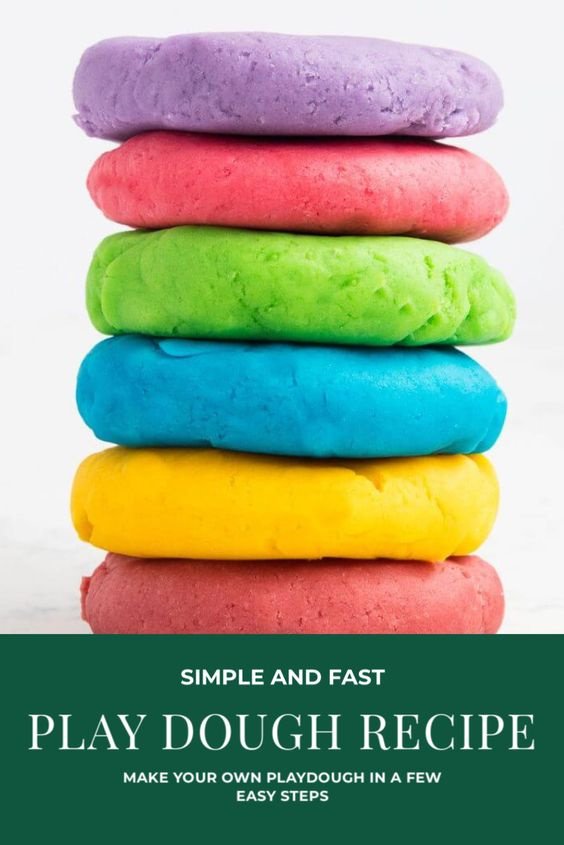 SIMPLE AND FAST
PLAY DOUGH RECIPE
MAKE YOUR OWN PLAYDOUGH IN A FEW
EASY STEPS